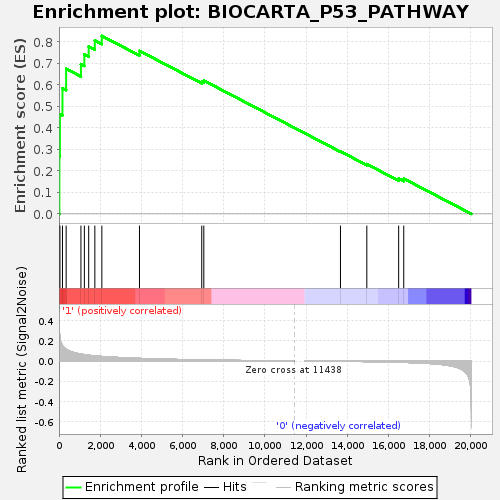 Enrichment plot: BIOCARTA_P53_PATHWAY
Enrichment score (ES)
0.8
0.7
0.6
0.5
0.4
0.3
0.2
0.1
0.0
'1' (positively correlated)
Ranked list metric (Signal2Noise)
0.4
0.2
0.0
-0.2
-0.4
-0.6
Zero cross at 11438
'0' (negatively correlated)
0 2,000 4,000 6,000 8,000 10,000 12,000 14,000 16,000 18,000 20,000
Rank in Ordered Dataset
Enrichment profile Hits Ranking metric scores